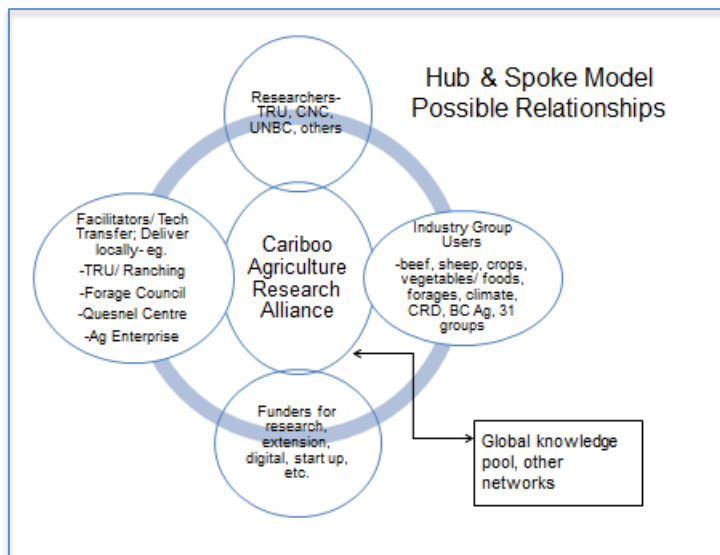 Hub & Spoke Model
Possible Relationships
Researchers-
TRU, CNC,
UNBC, others
Facilitators/ Tech
Transfer; Deliver
locally- eg.
-TRU/ Ranching
-Forage Council
-Quesnel Centre
-Ag Enterprise
Cariboo
Agriculture
Research
Alliance
Industry Group
Users
-beef, sheep, crops,
vegetables/ foods,
forages, climate,
CRD, BC Ag, 31
groups
Funders for
research,
extension,
digital, start up,
etc.
Global knowledge
pool, other
networks